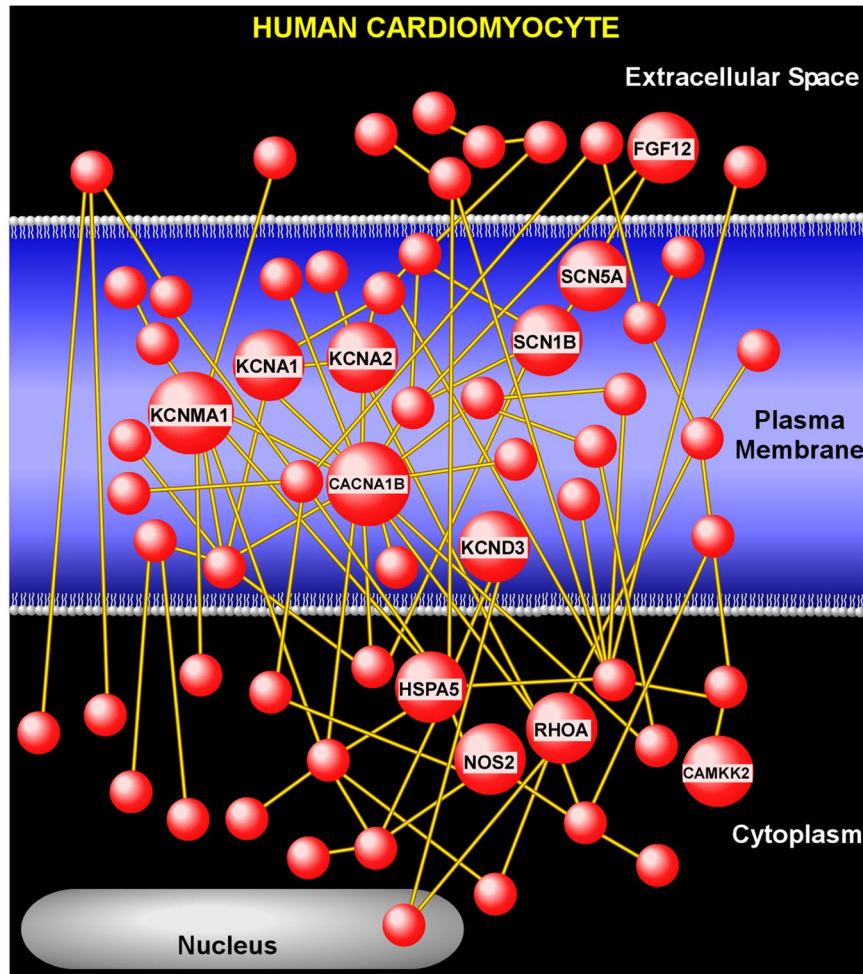 HUMAN CARDIOMYOCYTE
Extracellular Space
FGF12
SCN5A
SCN1B
KCNA2
KCNA1
KCNMA1
Plasma
Membrane
CACNA1B
KCND3
HSPA5
RHOA
NOS2
CAMKK2
Cytoplasm
Nucleus